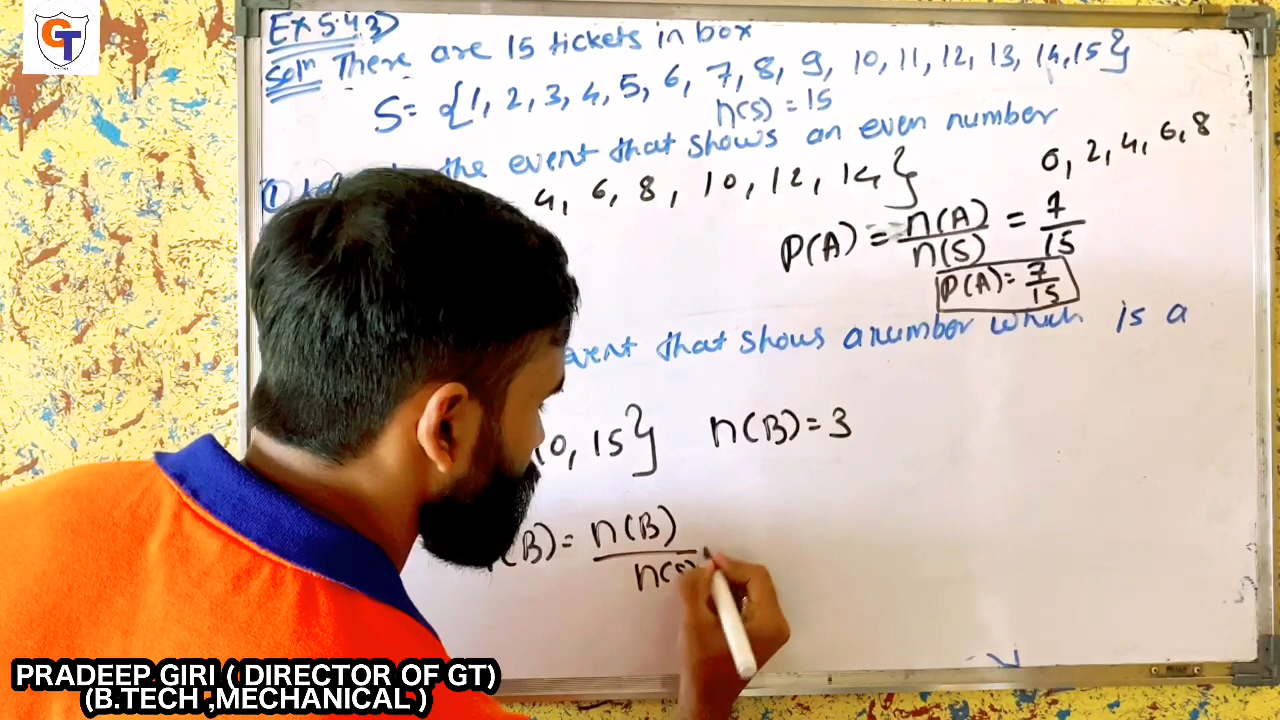 GT
Ex 5.4.3)
Solⁿ There are 15 tickets in box
S= {1, 2, 3, 4, 5, 6, 7, 8, 9, 10, 11, 12, 13, 14, 15}
n(S) = 15
① the event that shows an even number
4, 6, 8, 10, 12, 14}
0, 2, 4, 6, 8
P(A) = n(A)/n(S) = 7/15
P(A)= 7/15
event that shows a number which is a
10, 15} n(B)=3
(B)= n(B)/n(S)
PRADEEP GIRI ( DIRECTOR OF GT)
(B.TECH ,MECHANICAL )